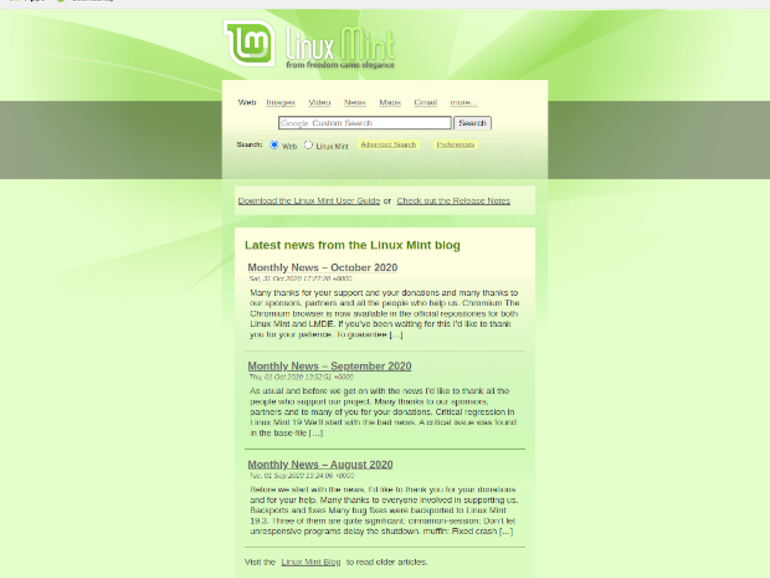 Linux Mint
from freedom came elegance
Web Images Video News Maps Gmail more...
Google Custom Search Search
Search: Web Linux Mint Advanced Search Preferences
Download the Linux Mint User Guide or Check out the Release Notes
Latest news from the Linux Mint blog
Monthly News – October 2020
Sat, 31 Oct 2020 17:27:28 +0000
Many thanks for your support and your donations and many thanks to
our sponsors, partners and all the people who help us. Chromium The
Chromium browser is now available in the official repositories for both
Linux Mint and LMDE. If you've been waiting for this I'd like to thank
you for your patience. To guarantee […]
Monthly News – September 2020
Thu, 01 Oct 2020 12:52:51 +0000
As usual and before we get on with the news I'd like to thank all the
people who support our project. Many thanks to our sponsors,
partners and to many of you for your donations. Critical regression in
Linux Mint 19 We'll start with the bad news. A critical issue was found
in the base-file […]
Monthly News – August 2020
Tue, 01 Sep 2020 13:24:06 +0000
Before we start with the news, I'd like to thank you for your donations
and for your help. Many thanks to everyone involved in supporting us.
Backports and fixes Many bug fixes were backported to Linux Mint
19.3. Three of them are quite significant: cinnamon-session: Don't let
unresponsive programs delay the shutdown. muffin: Fixed crash […]
Visit the Linux Mint Blog to read older articles.